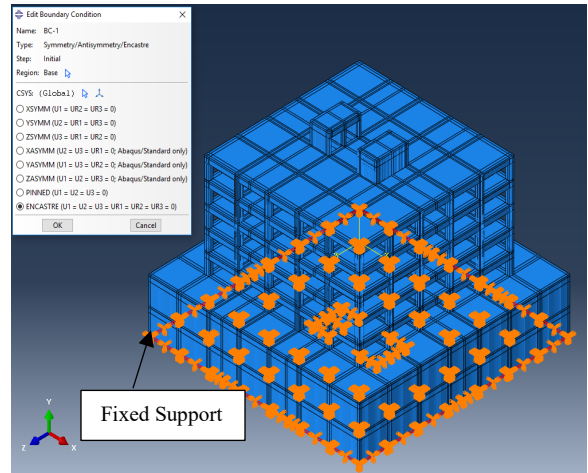 Edit Boundary Condition
Name: BC-1
Type: Symmetry/Antisymmetry/Encastre
Step: Initial
Region: Base
CSYS: (Global)
XSYMM (U1 = UR2 = UR3 = 0)
YSYMM (U2 = UR1 = UR3 = 0)
ZSYMM (U3 = UR1 = UR2 = 0)
XASYMM (U2 = U3 = UR1 = 0; Abaqus/Standard only)
YASYMM (U1 = U3 = UR2 = 0; Abaqus/Standard only)
ZASYMM (U1 = U2 = UR3 = 0; Abaqus/Standard only)
PINNED (U1 = U2 = U3 = 0)
ENCASTRE (U1 = U2 = U3 = UR1 = UR2 = UR3 = 0)
OK Cancel
Fixed Support
Y
Z X